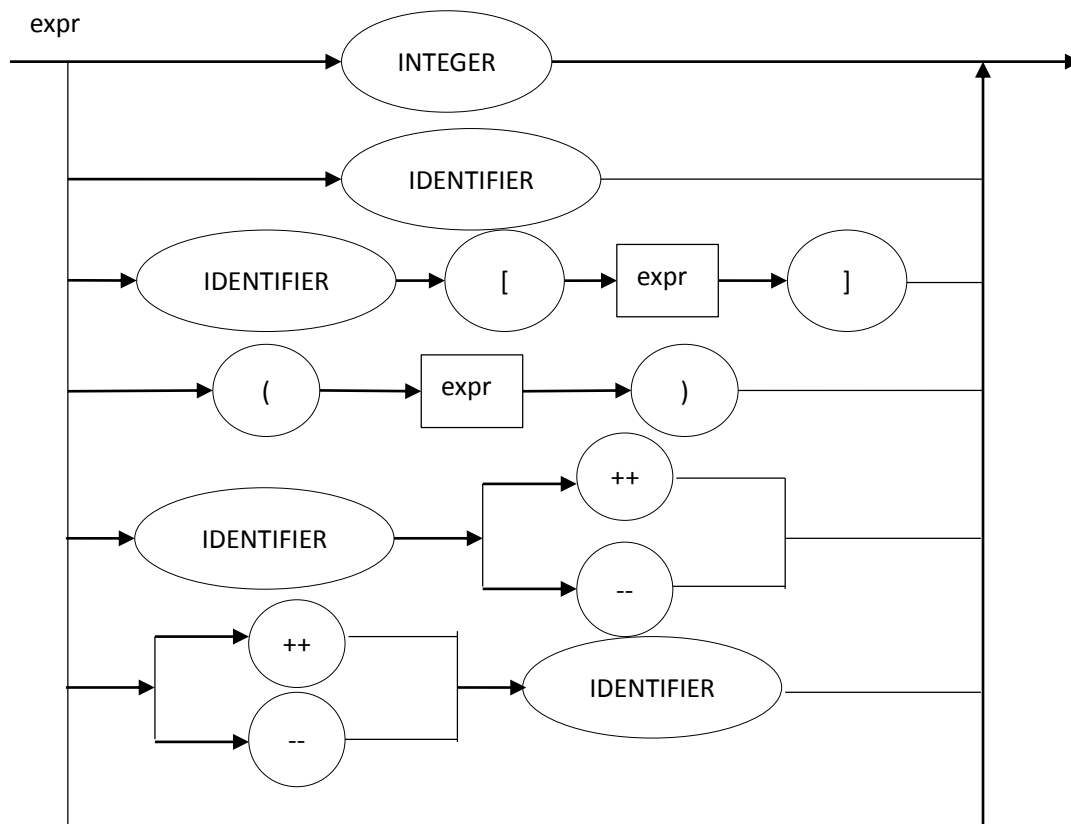 expr
INTEGER
IDENTIFIER
IDENTIFIER [ expr ]
( expr )
++
IDENTIFIER
--
++
IDENTIFIER
--